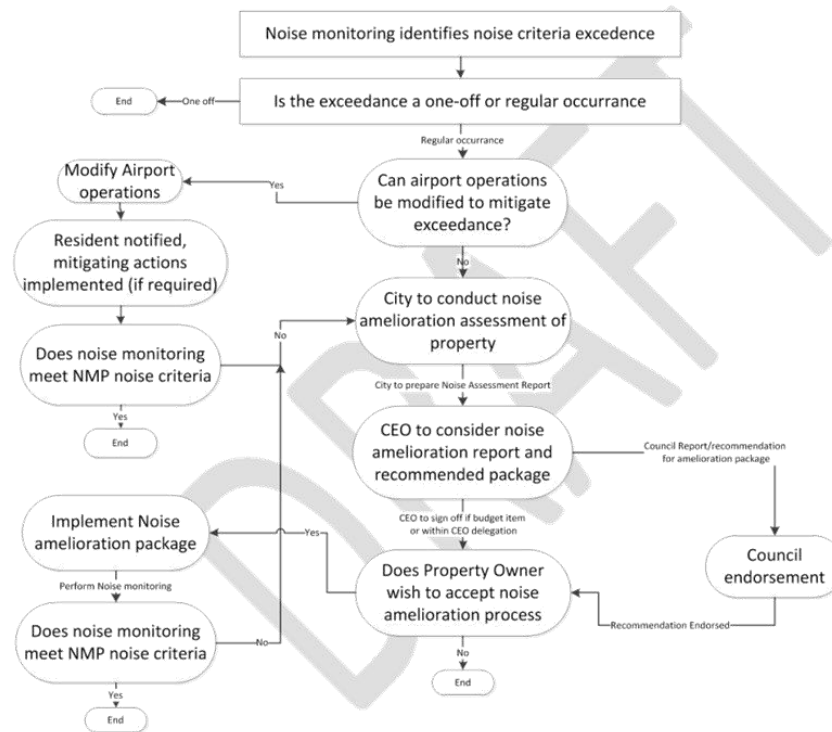 Noise monitoring identifies noise criteria excedence
Is the exceedance a one-off or regular occurrance
One off
End
Regular occurrance
Can airport operations
be modified to mitigate
exceedance?
Yes
Modify Airport
operations
Resident notified,
mitigating actions
implemented (if required)
Does noise monitoring
meet NMP noise criteria
Yes
End
No
No
City to conduct noise
amelioration assessment of
property
City to prepare Noise Assessment Report
CEO to consider noise
amelioration report and
recommended package
Council Report/recommendation
for amelioration package
CEO to sign off if budget item
or within CEO delegation
Council
endorsement
Recommendation Endorsed
Does Property Owner
wish to accept noise
amelioration process
No
End
Yes
Implement Noise
amelioration package
Perform Noise monitoring
Does noise monitoring
meet NMP noise criteria
No
Yes
End
DRAFT